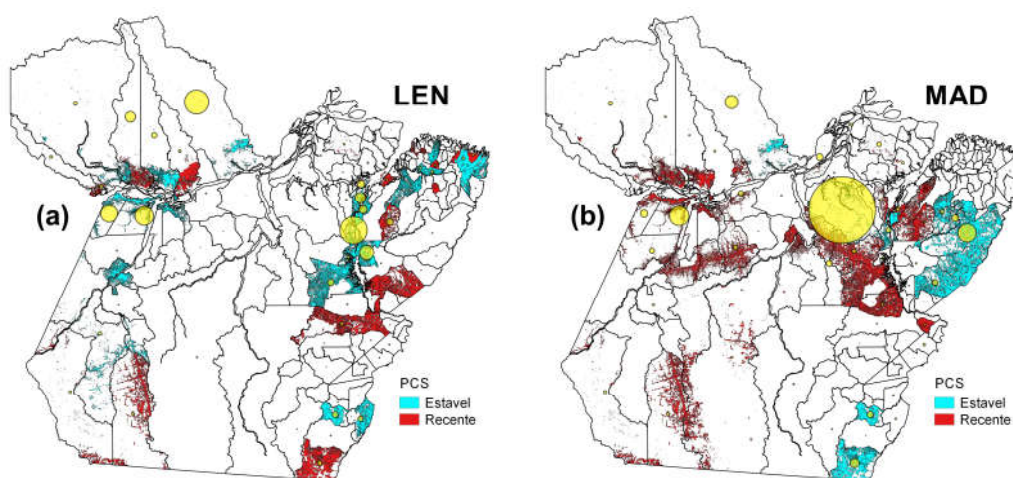 LEN
(a)
PCS
Estavel
Recente
MAD
(b)
PCS
Estavel
Recente